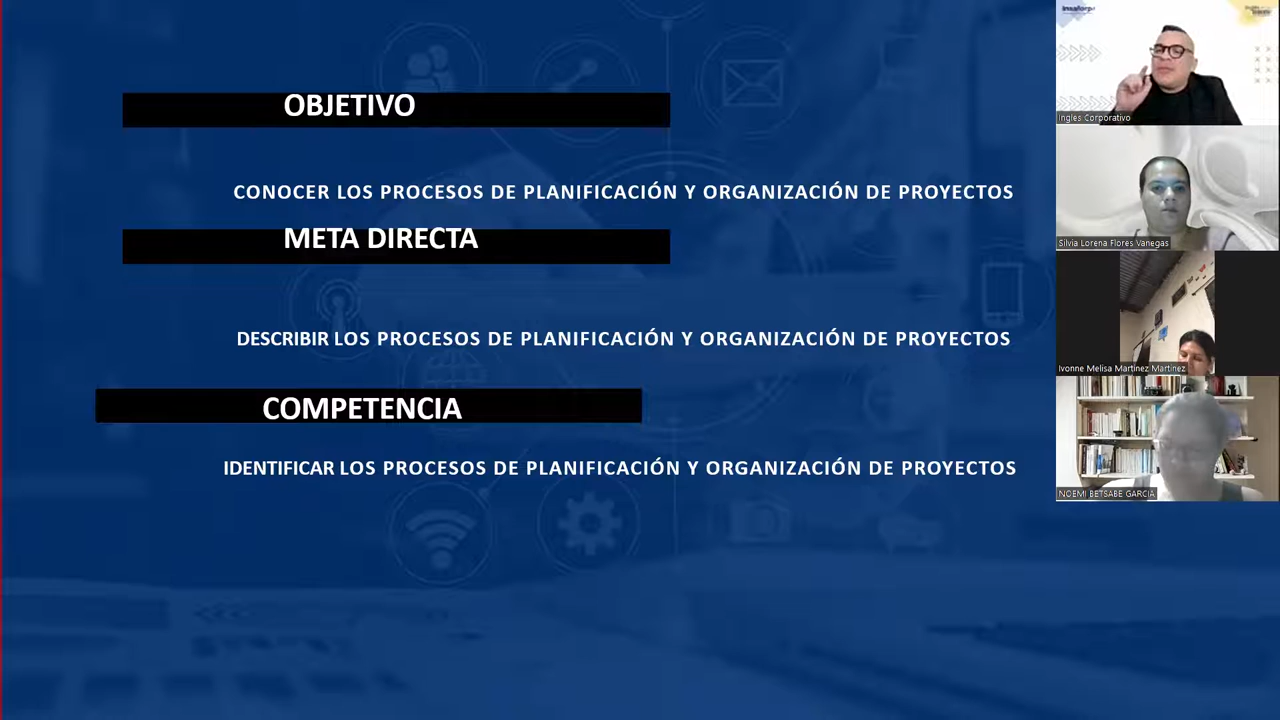 OBJETIVO
CONOCER LOS PROCESOS DE PLANIFICACIÓN Y ORGANIZACIÓN DE PROYECTOS
META DIRECTA
DESCRIBIR LOS PROCESOS DE PLANIFICACIÓN Y ORGANIZACIÓN DE PROYECTOS
COMPETENCIA
IDENTIFICAR LOS PROCESOS DE PLANIFICACIÓN Y ORGANIZACIÓN DE PROYECTOS
Insaforp
Ingles Corporativo
Silvia Lorena Flores Vanegas
Ivonne Melisa Martinez Martinez
NOEMI BETSABE GARCIA